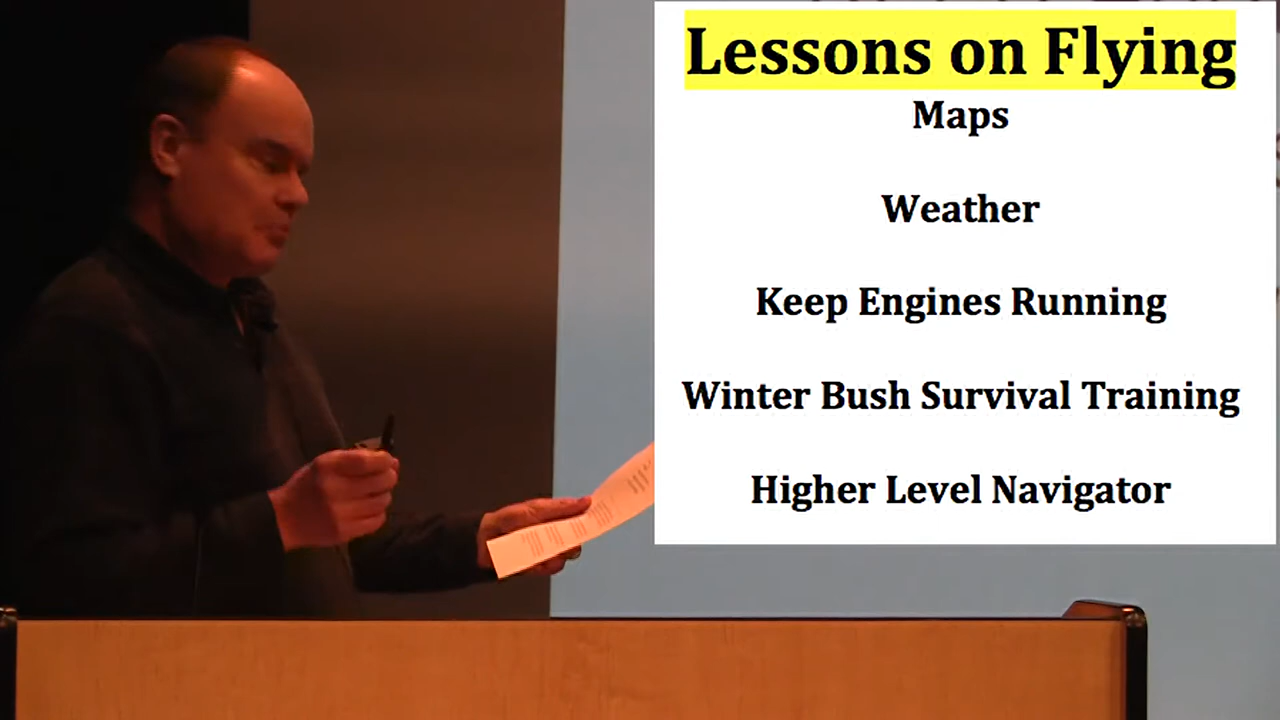 Lessons on Flying
Maps
Weather
Keep Engines Running
Winter Bush Survival Training
Higher Level Navigator